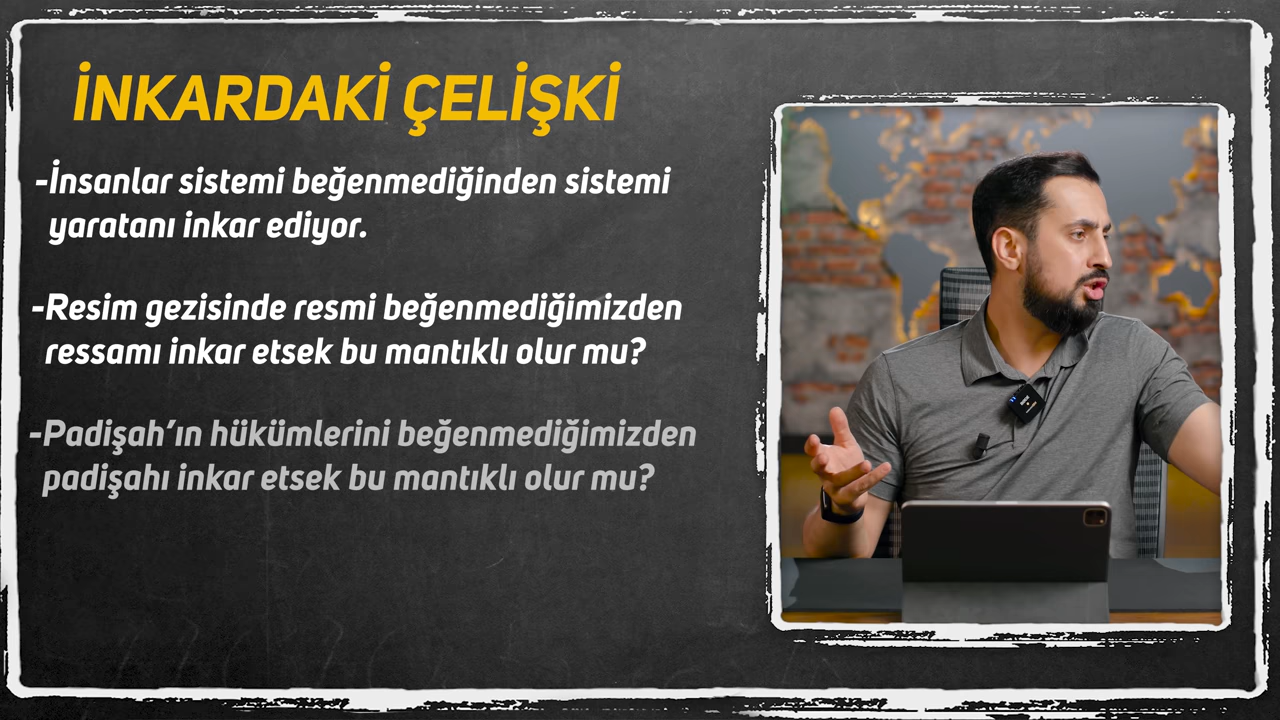 İNKARDAKİ ÇELİŞKİ
-İnsanlar sistemi beğenmediğinden sistemi
yaratanı inkar ediyor.
-Resim gezisinde resmi beğenmediğimizden
ressamı inkar etsek bu mantıklı olur mu?
-Padişah’ın hükümlerini beğenmediğimizden
padişahı inkar etsek bu mantıklı olur mu?